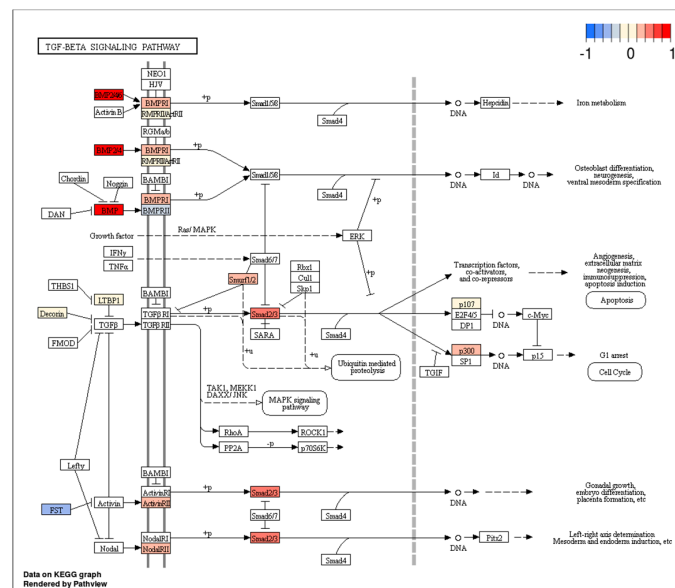 TGF-BETA SIGNALING PATHWAY
-1 0 1
NEO1
HJV
BMPRI
RMPRII/ActRII
Activin B
+p
Smad1/5/8
Smad4
DNA
Hepcidin
Iron metabolism
RGMa/b
BMP2/4
BMPRI
RMPRII/ActRII
+p
BAMBI
Smad1/5/8
Smad4
DNA
Id
DNA
Osteoblast differentiation,
neurogenesis,
ventral mesoderm specification
Chordin
Noggin
DAN
BMP
BMPRI
BMPRII
+p
Growth factor
Ras/MAPK
ERK
+p
+p
IFNγ
TNFα
Smad6/7
Smurf1/2
Rbx1
Cul1
Skp1
Transcription factors,
co-activators,
and co-repressors
Angiogenesis,
extracellular matrix
neogenesis,
immunosuppression,
apoptosis induction
Apoptosis
THBS1
LTBP1
Decorin
FMOD
TGFβ
BAMBI
TGFβ RI
TGFβ RII
+p
Smad2/3
SARA
Smad4
+u
+u
Ubiquitin mediated
proteolysis
p107
E2F4/5
DP1
DNA
c-Myc
p300
SP1
TGIF
DNA
p15
G1 arrest
Cell Cycle
TAK1, MEKK1
DAXX/JNK
MAPK signaling
pathway
RhoA
ROCK1
PP2A
-p
p70S6K
Lefty
BAMBI
FST
Activin
ActivinRI
ActivinRII
+p
Smad2/3
Smad4
DNA
Gonadal growth,
embryo differentiation,
placenta formation, etc
Smad6/7
Nodal
NodalRI
NodalRII
+p
Smad2/3
Smad4
DNA
Pitx2
Left-right axis determination
Mesoderm and endoderm induction, etc
Data on KEGG graph
Rendered by Pathview